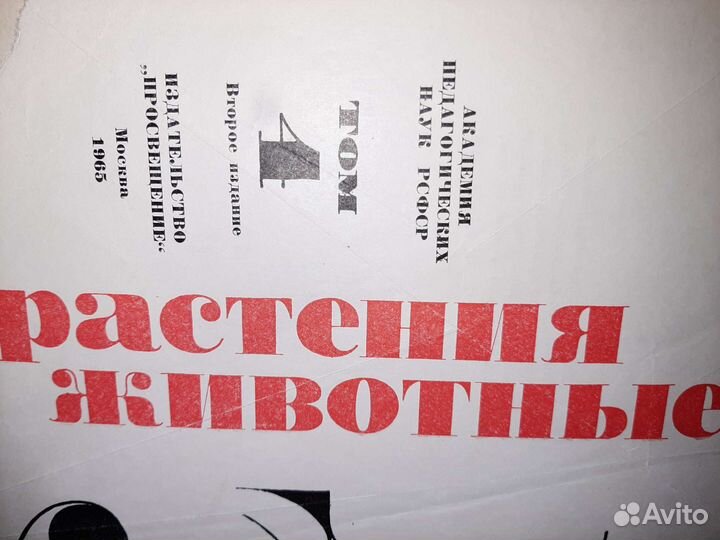 АКАДЕМИЯ
ПЕДАГОГИЧЕСКИХ
НАУК РСФСР
ТОМ
4
Второе издание
ИЗДАТЕЛЬСТВО
„ПРОСВЕЩЕНИЕ“
Москва
1965
растения
животные
Avito